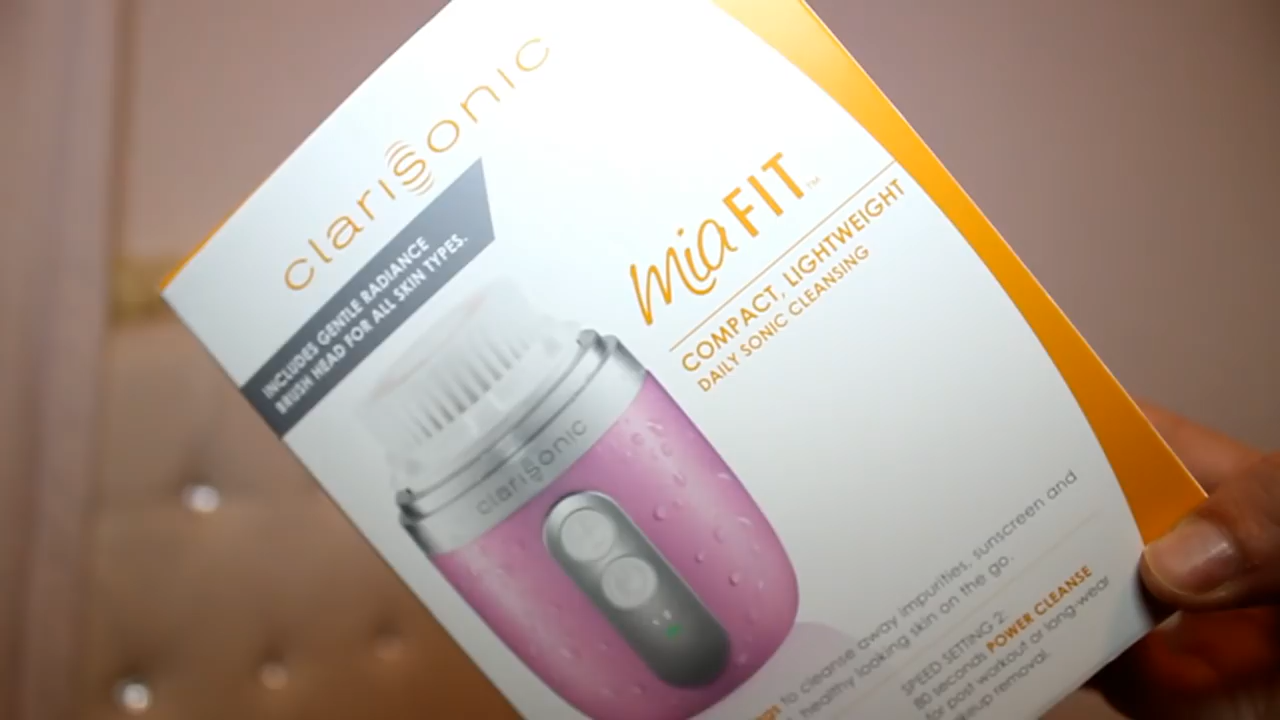 clarisonic
INCLUDES GENTLE RADIANCE
BRUSH HEAD FOR ALL SKIN TYPES.
mia FIT™
COMPACT, LIGHTWEIGHT
DAILY SONIC CLEANSING
clarisonic
to cleanse away impurities, sunscreen and
healthy looking skin on the go.
SPEED SETTING 2:
80 seconds POWER CLEANSE
for post workout or long-wear
removal.